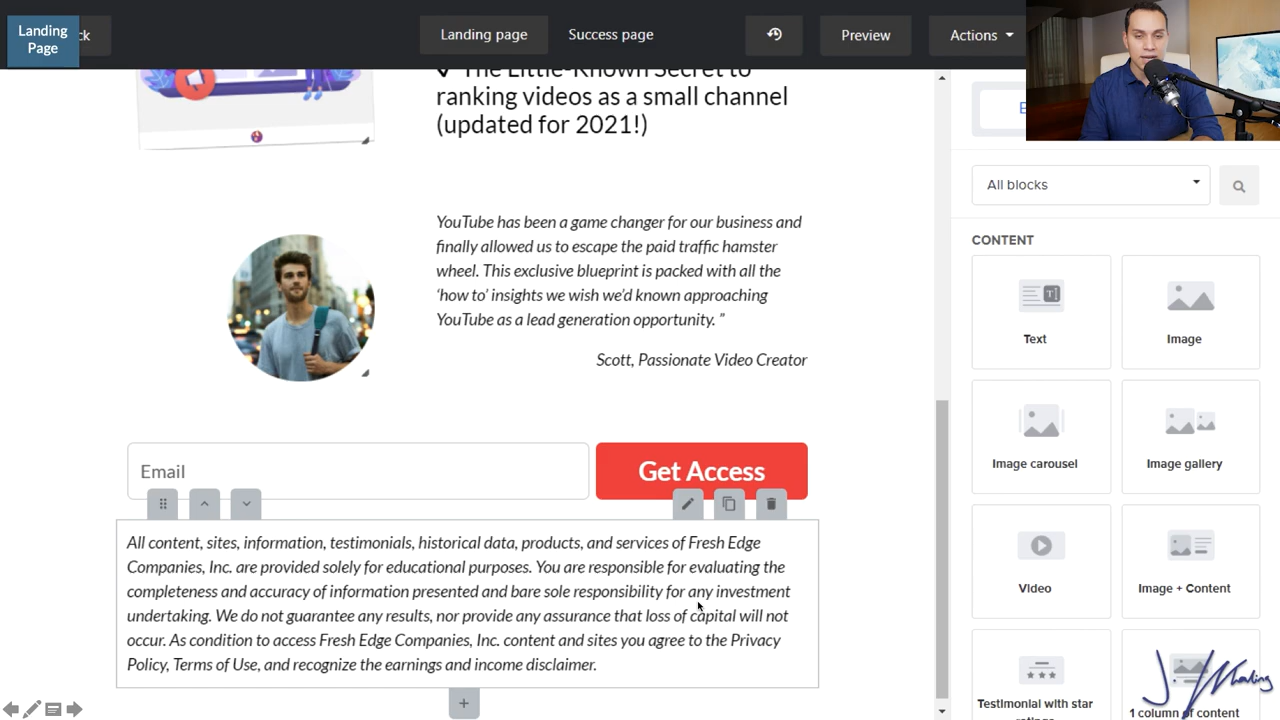 Landing
Page
ck
Landing page
Success page
Preview
Actions
The Little-Known Secret to
ranking videos as a small channel
(updated for 2021!)
YouTube has been a game changer for our business and
finally allowed us to escape the paid traffic hamster
wheel. This exclusive blueprint is packed with all the
‘how to’ insights we wish we’d known approaching
YouTube as a lead generation opportunity. ”
Scott, Passionate Video Creator
Email
Get Access
All content, sites, information, testimonials, historical data, products, and services of Fresh Edge
Companies, Inc. are provided solely for educational purposes. You are responsible for evaluating the
completeness and accuracy of information presented and bare sole responsibility for any investment
undertaking. We do not guarantee any results, nor provide any assurance that loss of capital will not
occur. As condition to access Fresh Edge Companies, Inc. content and sites you agree to the Privacy
Policy, Terms of Use, and recognize the earnings and income disclaimer.
All blocks
CONTENT
Text
Image
Image carousel
Image gallery
Video
Image + Content
Testimonial with star
ratings
1 column of content